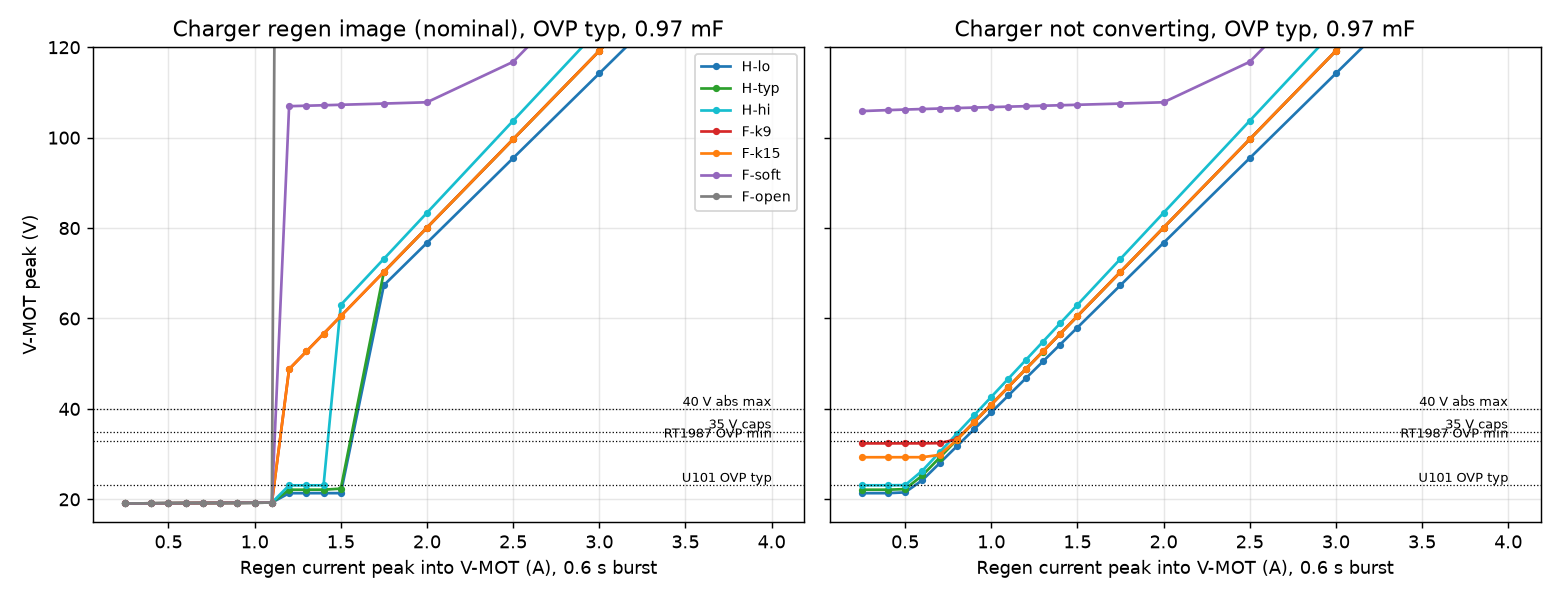 Charger regen image (nominal), OVP typ, 0.97 mF
V-MOT peak (V)
120
100
80
60
40
20
H-lo
H-typ
H-hi
F-k9
F-k15
F-soft
F-open
40 V abs max
35 V caps
RT1987 OVP min
U101 OVP typ
0.5 1.0 1.5 2.0 2.5 3.0 3.5 4.0
Regen current peak into V-MOT (A), 0.6 s burst
Charger not converting, OVP typ, 0.97 mF
40 V abs max
35 V caps
RT1987 OVP min
U101 OVP typ
0.5 1.0 1.5 2.0 2.5 3.0 3.5 4.0
Regen current peak into V-MOT (A), 0.6 s burst